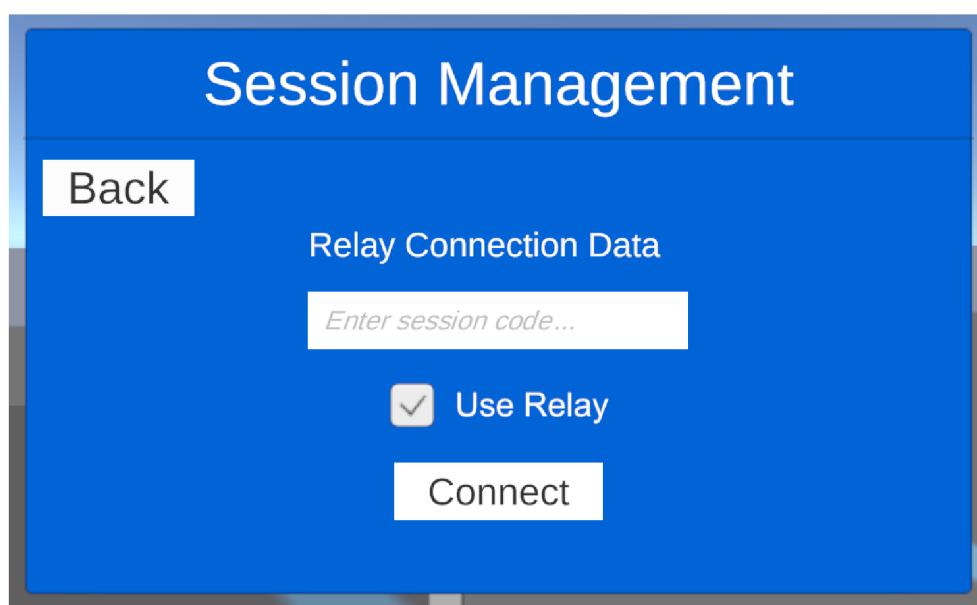 Session Management
Back
Relay Connection Data
Enter session code...
Use Relay
Connect